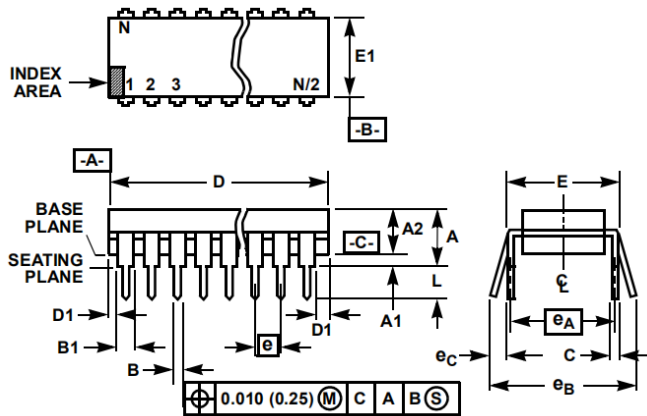 N
E1
INDEX
AREA
1 2 3 N/2
-B-
-A-
D
E
BASE
PLANE
A2
A
-C-
SEATING
PLANE
L
C
L
D1
D1
A1
eA
B1
e
eC
C
B
eB
0.010 (0.25) M C A B S